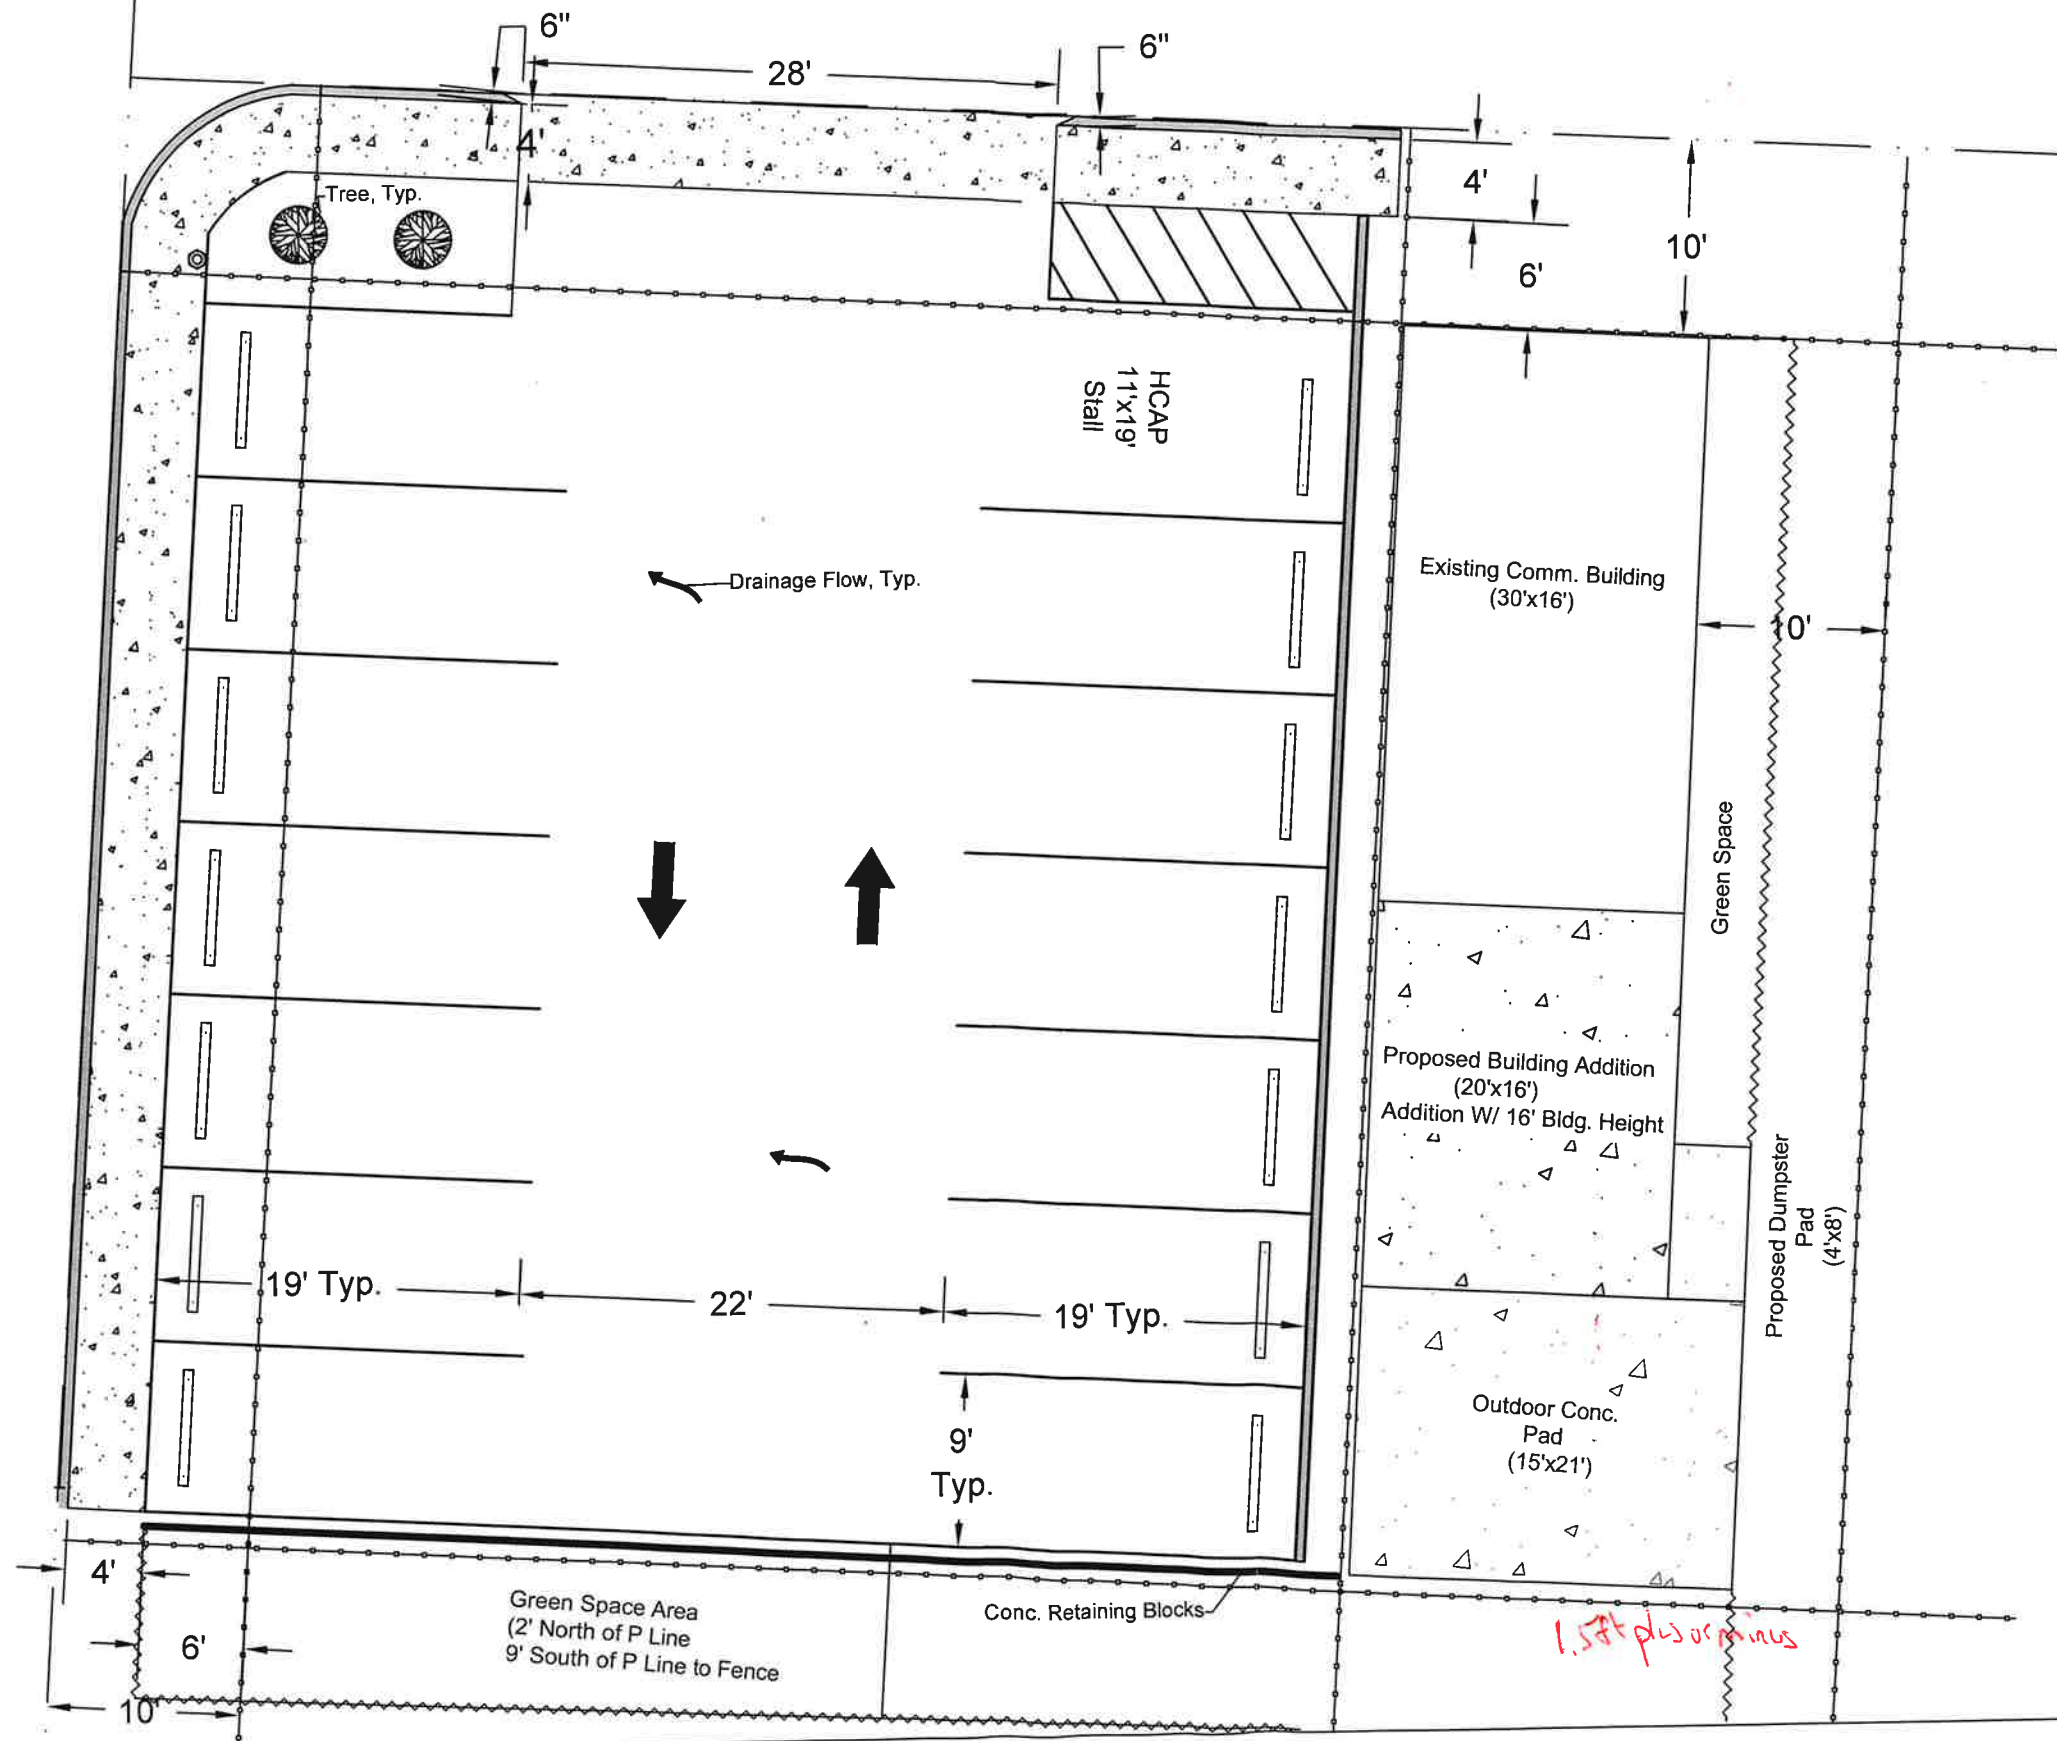 6"
28'
6"
4'
4'
10'
6'
Tree, Typ.
HCAP
11'x19'
Stall
Drainage Flow, Typ.
Existing Comm. Building
(30'x16')
10'
Green Space
Proposed Building Addition
(20'x16')
Addition W/ 16' Bldg. Height
Proposed Dumpster
Pad
(4'x8')
19' Typ.
22'
19' Typ.
9'
Typ.
Outdoor Conc.
Pad
(15'x21')
4'
6'
10'
Green Space Area
(2' North of P Line
9' South of P Line to Fence
Conc. Retaining Blocks
1.5ft plus or minus